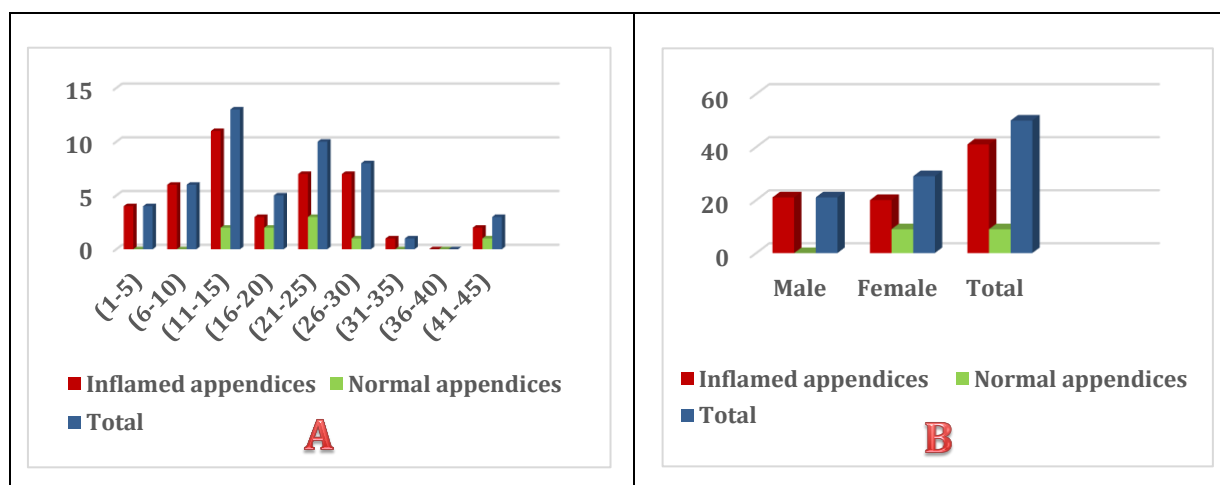 15
10
5
0
(1-5)
(6-10)
(11-15)
(16-20)
(21-25)
(26-30)
(31-35)
(36-40)
(41-45)
Inflamed appendices Normal appendices
Total
A
60
40
20
0
Male Female Total
Inflamed appendices Normal appendices
Total
B